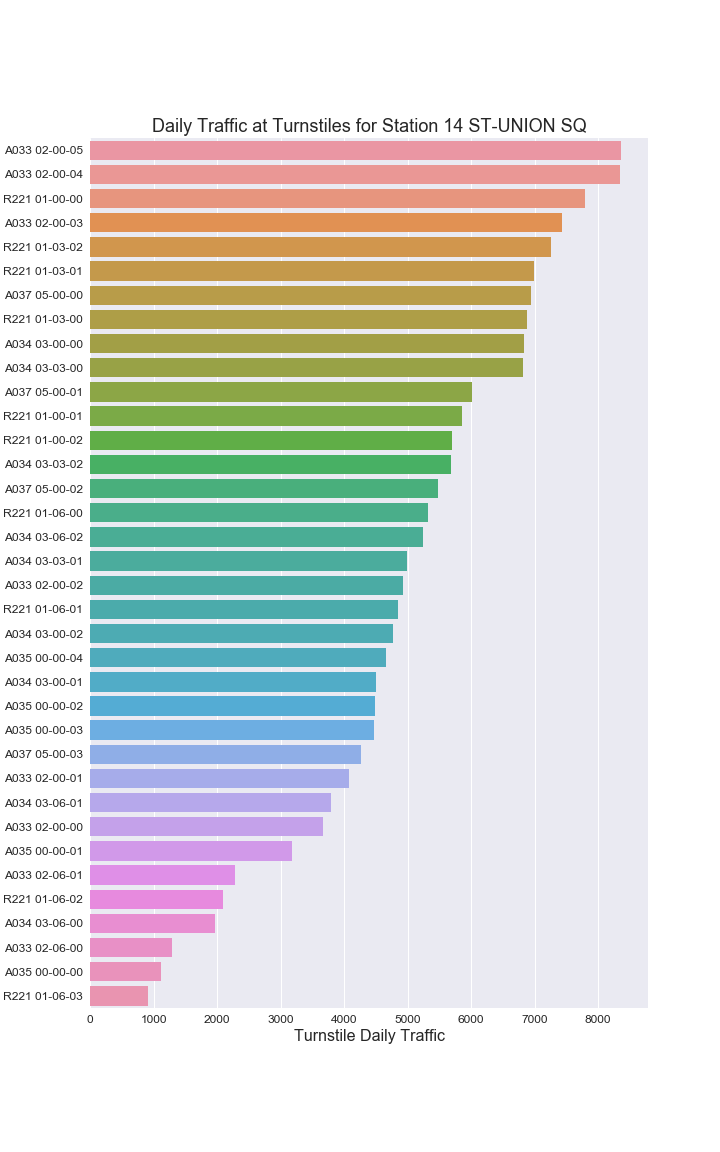 Daily Traffic at Turnstiles for Station 14 ST-UNION SQ
A033 02-00-05
A033 02-00-04
R221 01-00-00
A033 02-00-03
R221 01-03-02
R221 01-03-01
A037 05-00-00
R221 01-03-00
A034 03-00-00
A034 03-03-00
A037 05-00-01
R221 01-00-01
R221 01-00-02
A034 03-03-02
A037 05-00-02
R221 01-06-00
A034 03-06-02
A034 03-03-01
A033 02-00-02
R221 01-06-01
A034 03-00-02
A035 00-00-04
A034 03-00-01
A035 00-00-02
A035 00-00-03
A037 05-00-03
A033 02-00-01
A034 03-06-01
A033 02-00-00
A035 00-00-01
A033 02-06-01
R221 01-06-02
A034 03-06-00
A033 02-06-00
A035 00-00-00
R221 01-06-03
0 1000 2000 3000 4000 5000 6000 7000 8000
Turnstile Daily Traffic